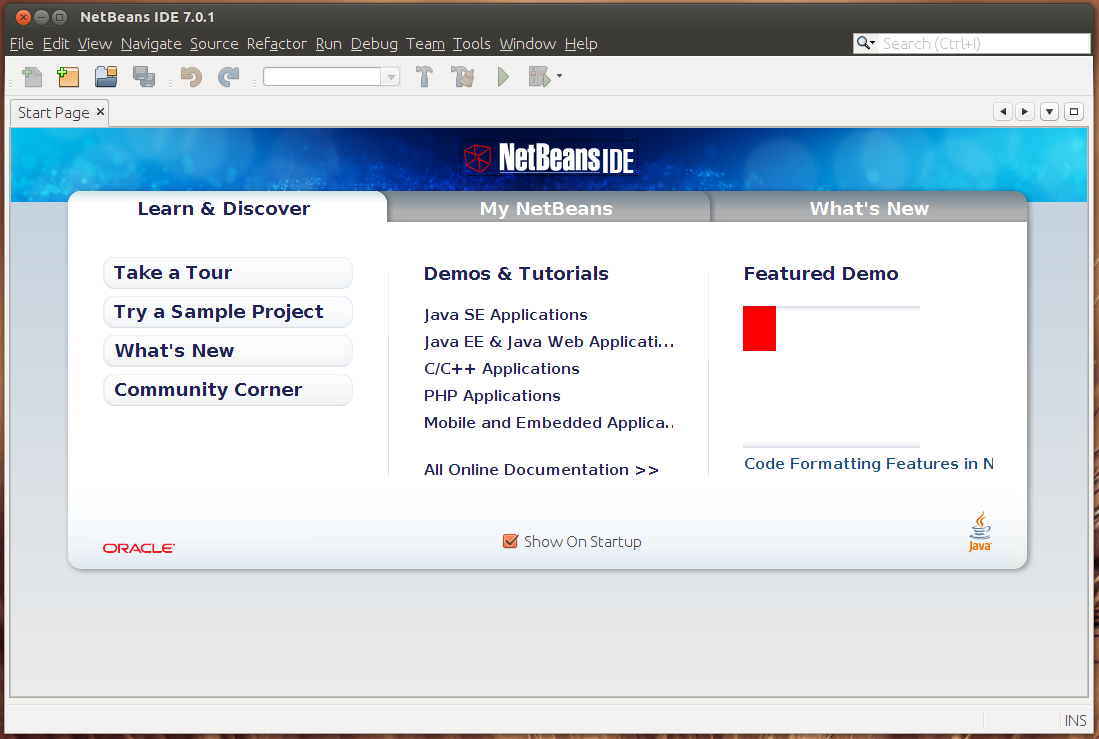 NetBeans IDE 7.0.1
File Edit View Navigate Source Refactor Run Debug Team Tools Window Help
Search (Ctrl+I)
Start Page
NetBeans IDE
Learn & Discover
My NetBeans
What's New
Take a Tour
Try a Sample Project
What's New
Community Corner
Demos & Tutorials
Java SE Applications
Java EE & Java Web Applicati...
C/C++ Applications
PHP Applications
Mobile and Embedded Applica..
All Online Documentation >>
Featured Demo
Code Formatting Features in N
ORACLE
Show On Startup
Java
INS